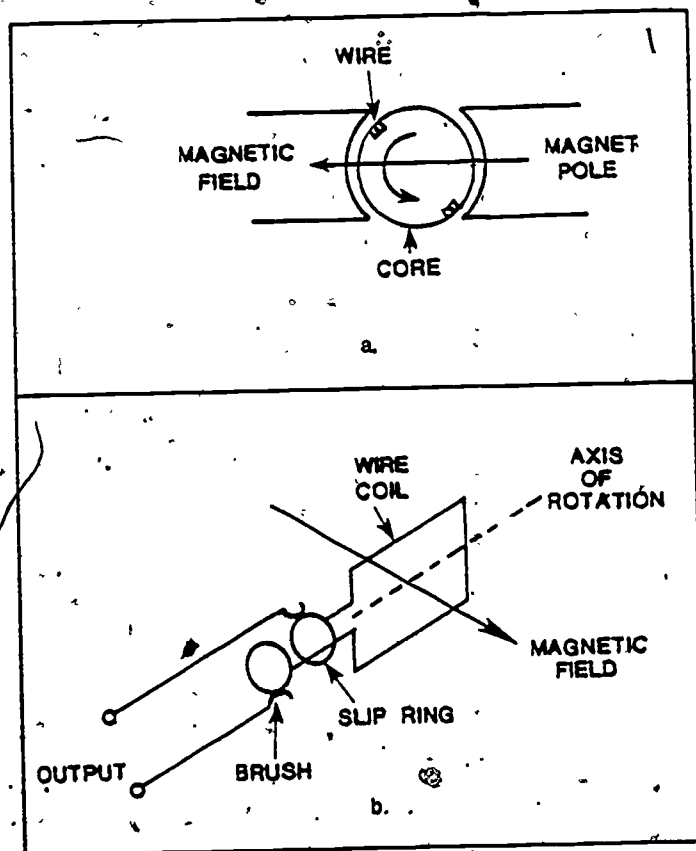 WIRE
MAGNETIC
FIELD
MAGNET
POLE
CORE
a.
WIRE
COIL
AXIS
OF
ROTATION
MAGNETIC
FIELD
SLIP RING
BRUSH
OUTPUT
b.